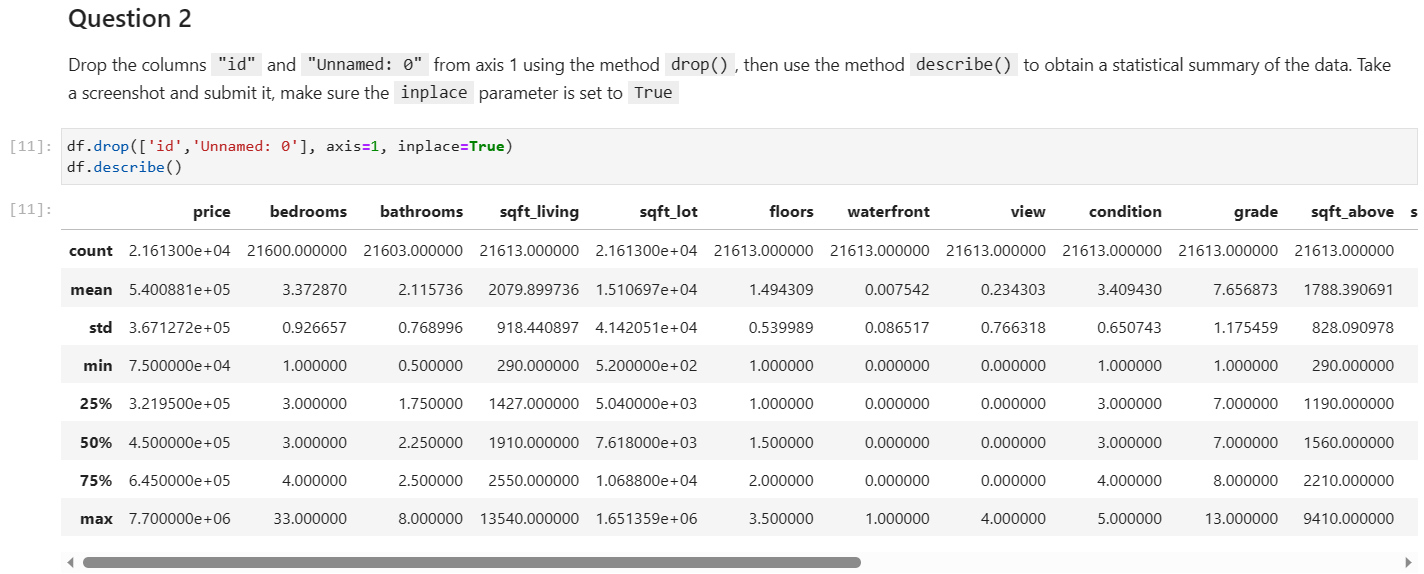 Question 2
Drop the columns "id" and "Unnamed: 0" from axis 1 using the method drop(), then use the method describe() to obtain a statistical summary of the data. Take
a screenshot and submit it, make sure the inplace parameter is set to True
[11]: df.drop(['id','Unnamed: 0'], axis=1, inplace=True)
df.describe()
[11]: price bedrooms bathrooms sqft_living sqft_lot floors waterfront view condition grade sqft_above s
count 2.161300e+04 21600.000000 21603.000000 21613.000000 2.161300e+04 21613.000000 21613.000000 21613.000000 21613.000000 21613.000000 21613.000000
mean 5.400881e+05 3.372870 2.115736 2079.899736 1.510697e+04 1.494309 0.007542 0.234303 3.409430 7.656873 1788.390691
std 3.671272e+05 0.926657 0.768996 918.440897 4.142051e+04 0.539989 0.086517 0.766318 0.650743 1.175459 828.090978
min 7.500000e+04 1.000000 0.500000 290.000000 5.200000e+02 1.000000 0.000000 0.000000 1.000000 1.000000 290.000000
25% 3.219500e+05 3.000000 1.750000 1427.000000 5.040000e+03 1.000000 0.000000 0.000000 3.000000 7.000000 1190.000000
50% 4.500000e+05 3.000000 2.250000 1910.000000 7.618000e+03 1.500000 0.000000 0.000000 3.000000 7.000000 1560.000000
75% 6.450000e+05 4.000000 2.500000 2550.000000 1.068800e+04 2.000000 0.000000 0.000000 4.000000 8.000000 2210.000000
max 7.700000e+06 33.000000 8.000000 13540.000000 1.651359e+06 3.500000 1.000000 4.000000 5.000000 13.000000 9410.000000